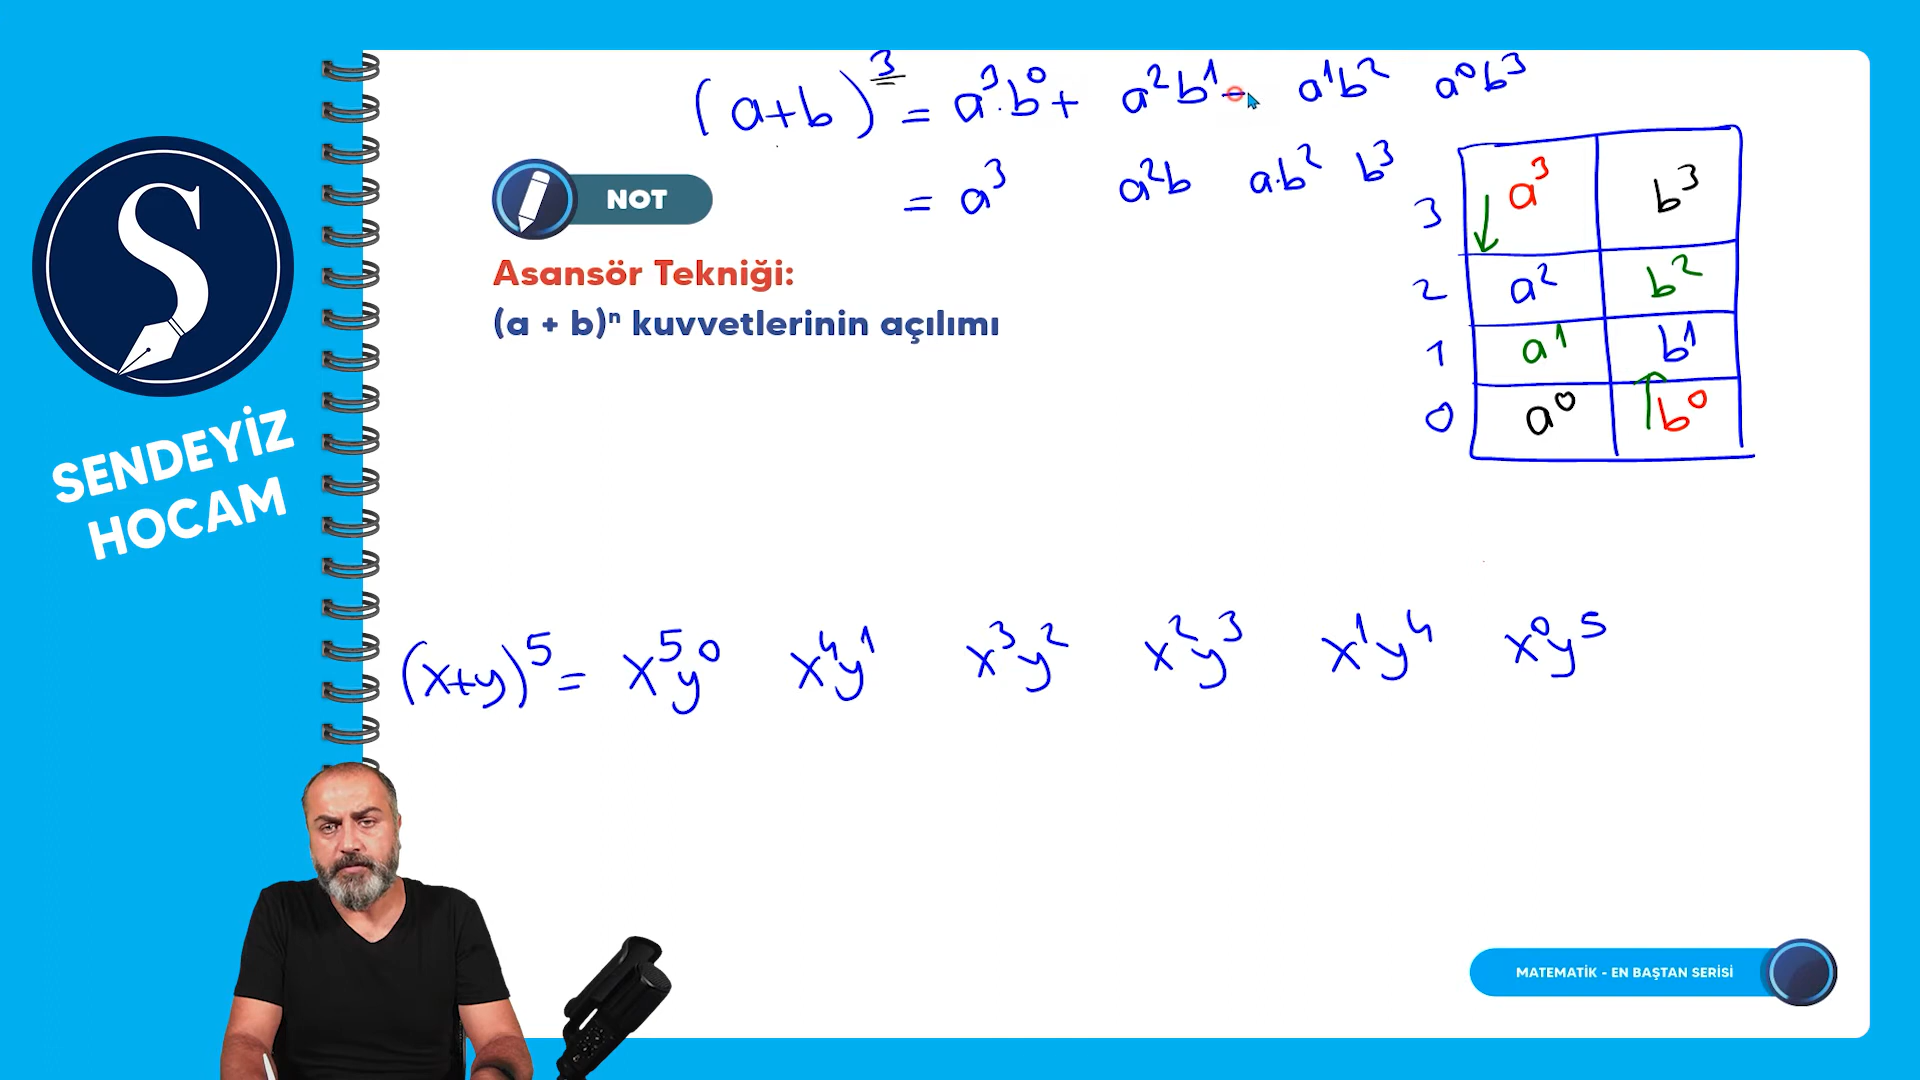 (a+b)³ = a³·b⁰ + a²b¹ - a¹b² a⁰b³
= a³ a²b a·b² b³
NOT
Asansör Tekniği:
(a + b)ⁿ kuvvetlerinin açılımı
3 a³ b³
2 a² b²
1 a¹ b¹
0 a⁰ b⁰
SENDEYİZ
HOCAM
(x+y)⁵ = x⁵y⁰ x⁴y¹ x³y² x²y³ x¹y⁴ x⁰y⁵
MATEMATİK - EN BAŞTAN SERİSİ